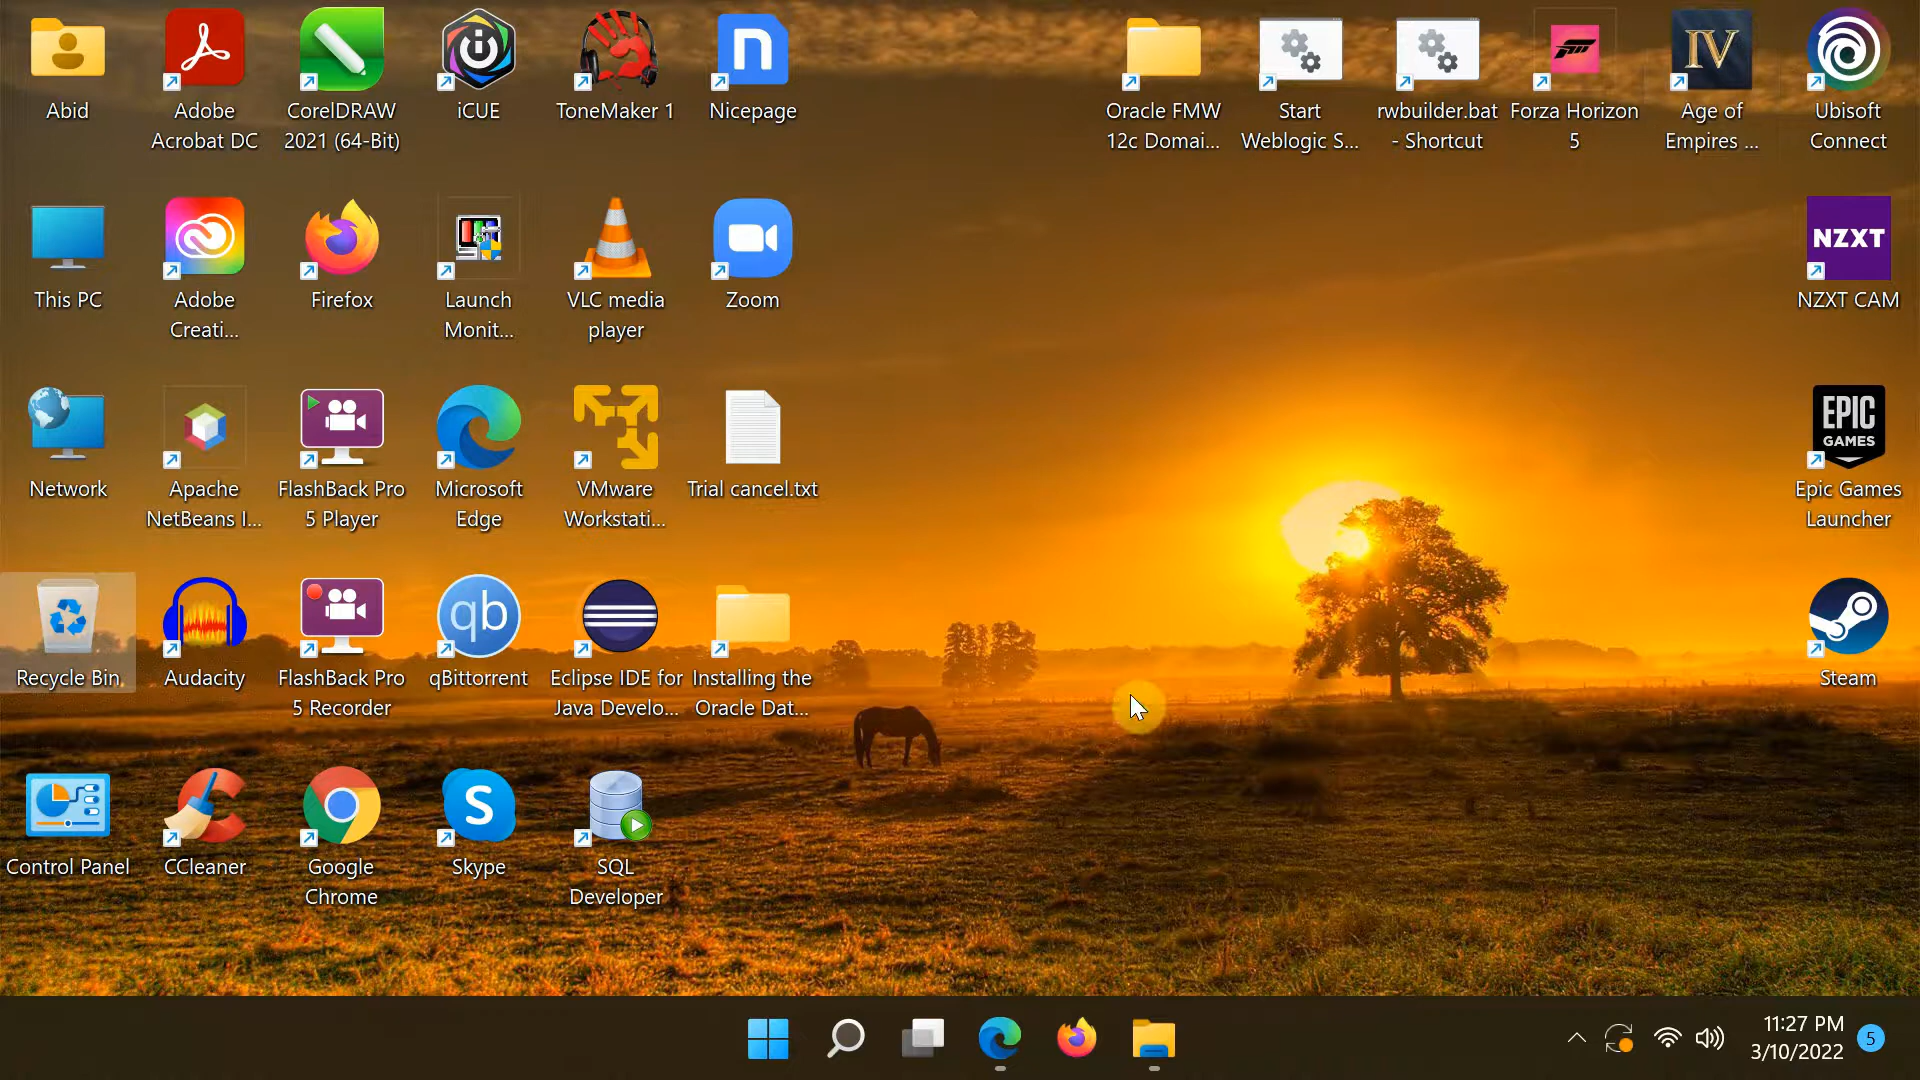 Abid
Adobe
Acrobat DC
CorelDRAW
2021 (64-Bit)
iCUE
ToneMaker 1
n
Nicepage
Oracle FMW
12c Domai...
Start
Weblogic S...
rwbuilder.bat
- Shortcut
Forza Horizon
5
IV
Age of
Empires ...
Ubisoft
Connect
This PC
Adobe
Creati...
Firefox
Launch
Monit...
VLC media
player
Zoom
NZXT
NZXT CAM
Network
Apache
NetBeans I...
FlashBack Pro
5 Player
Microsoft
Edge
VMware
Workstati...
Trial cancel.txt
EPIC
GAMES
Epic Games
Launcher
Recycle Bin
Audacity
FlashBack Pro
5 Recorder
qb
qBittorrent
Eclipse IDE for
Java Develo...
Installing the
Oracle Dat...
Steam
Control Panel
CCleaner
Google
Chrome
S
Skype
SQL
Developer
11:27 PM
3/10/2022
5